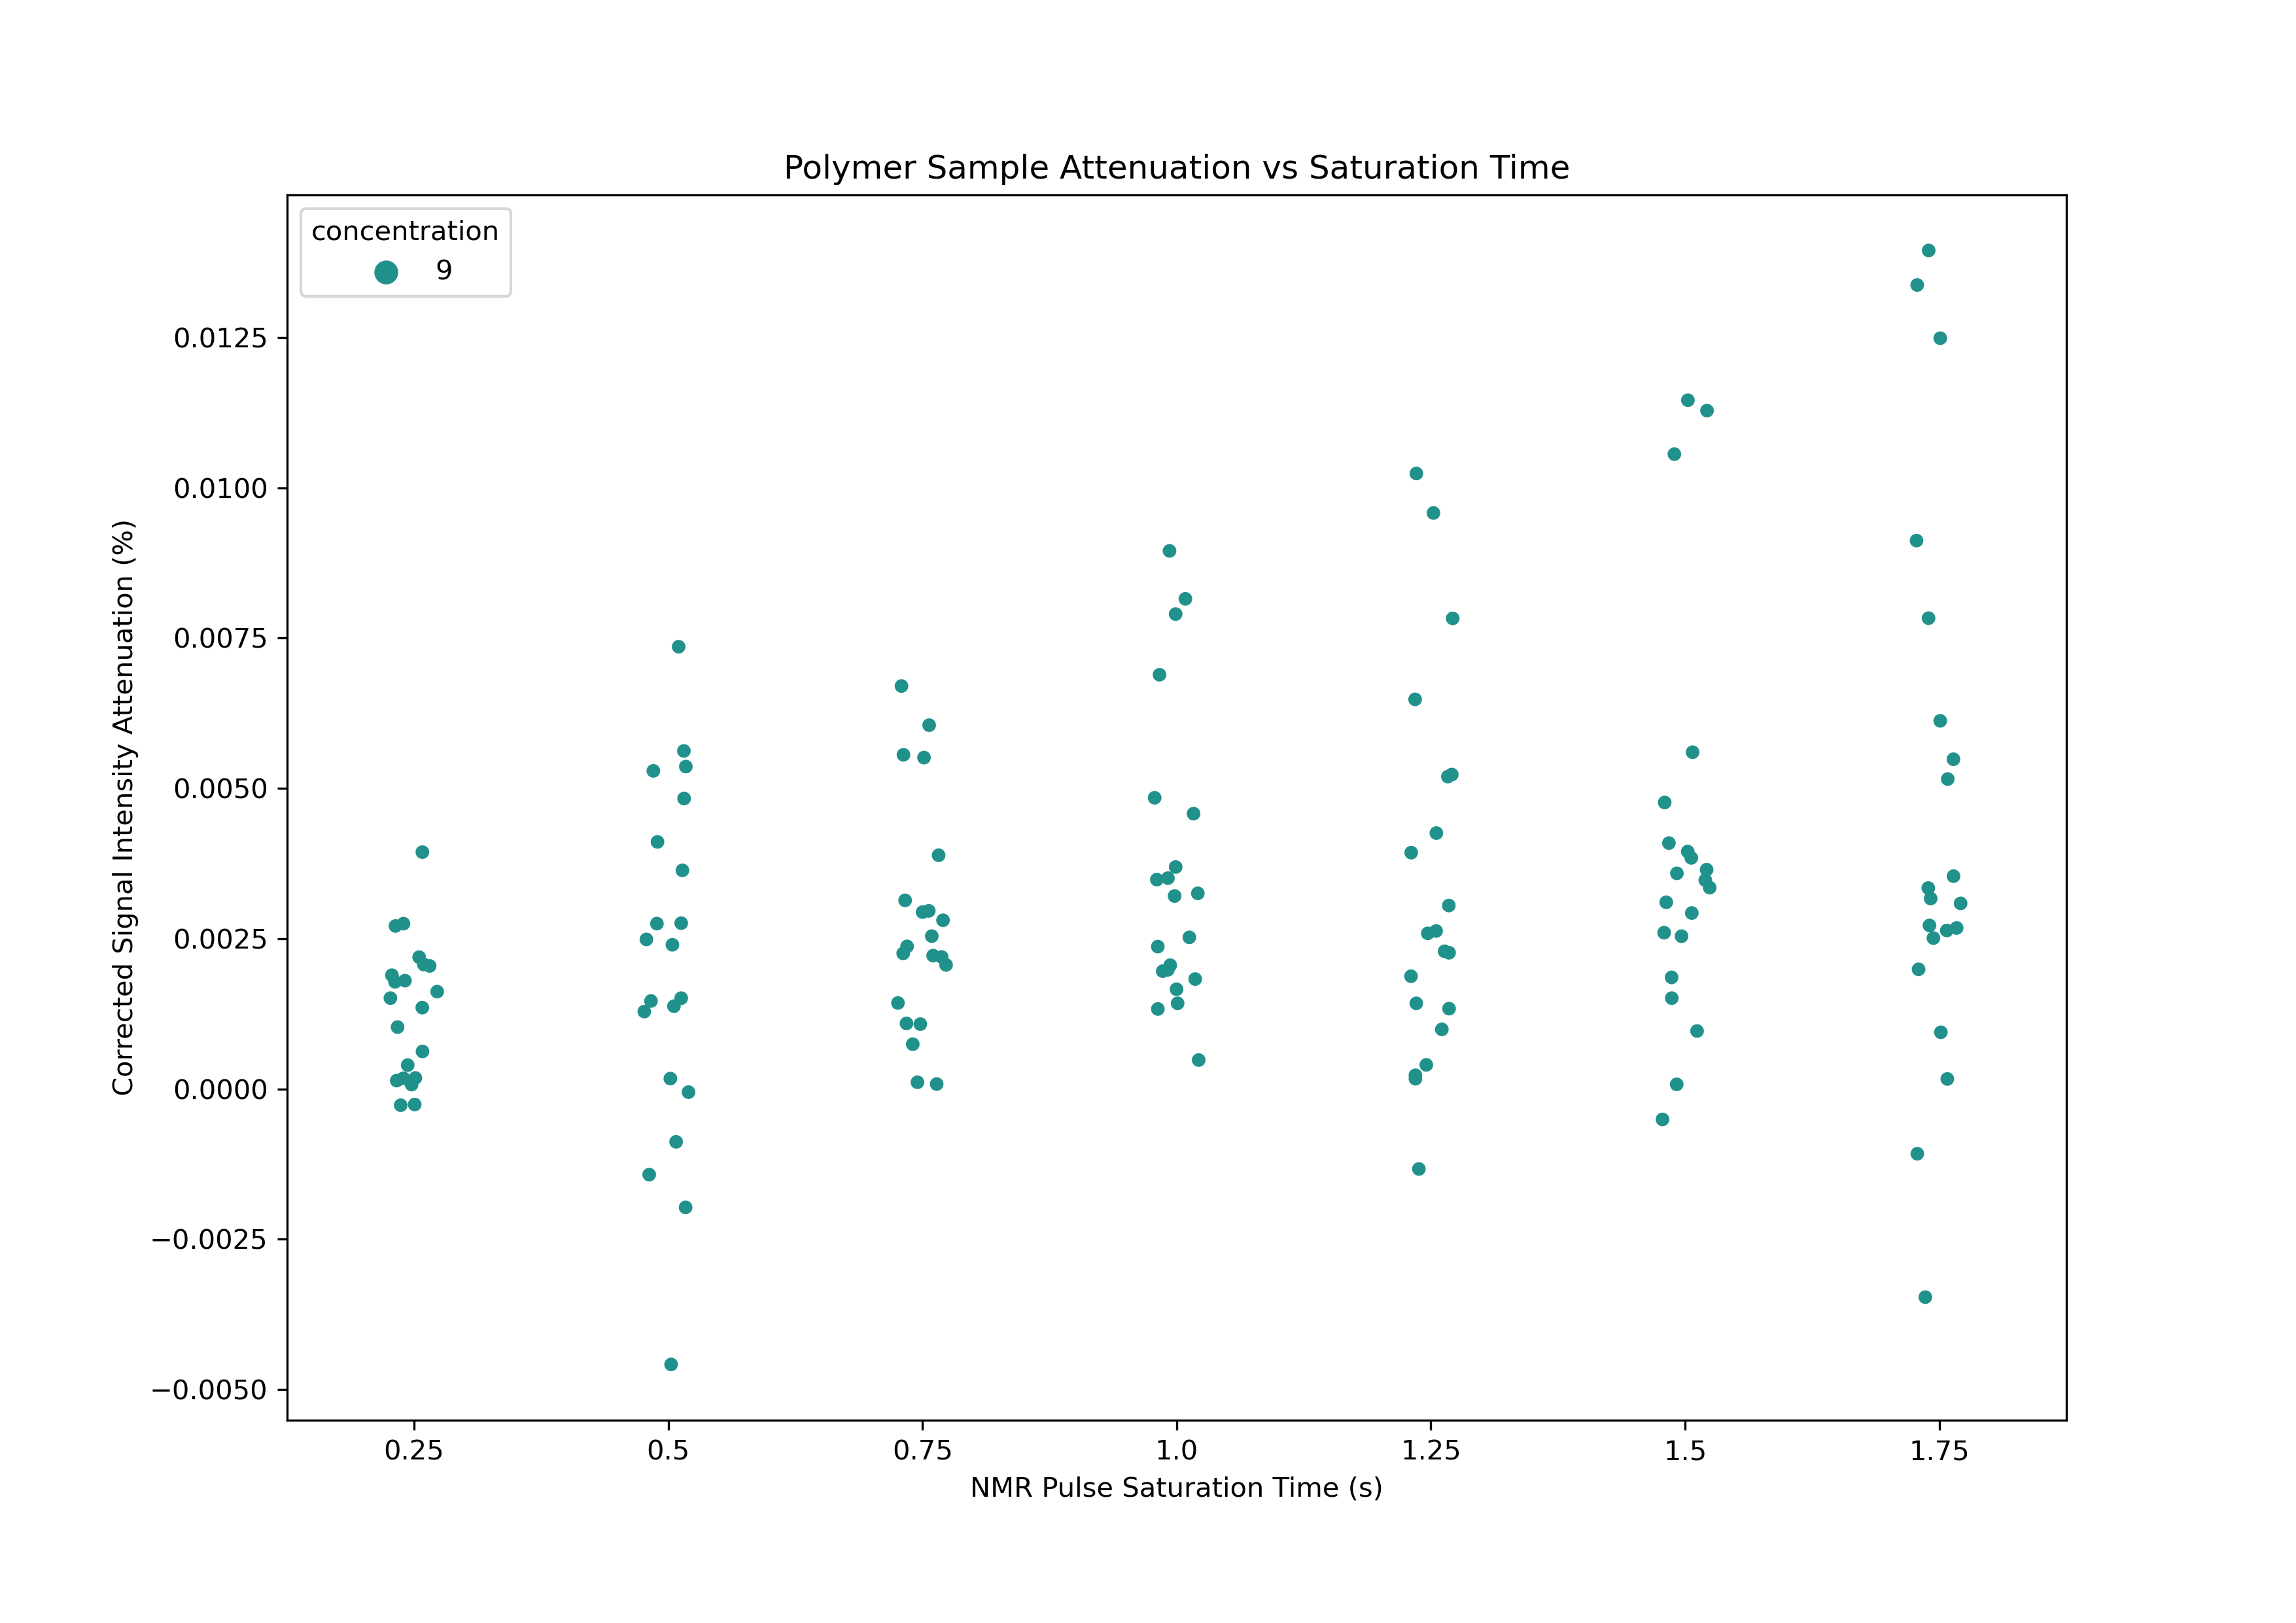 Polymer Sample Attenuation vs Saturation Time
concentration
9
0.0125
0.0100
0.0075
0.0050
0.0025
0.0000
−0.0025
−0.0050
Corrected Signal Intensity Attenuation (%)
0.25 0.5 0.75 1.0 1.25 1.5 1.75
NMR Pulse Saturation Time (s)